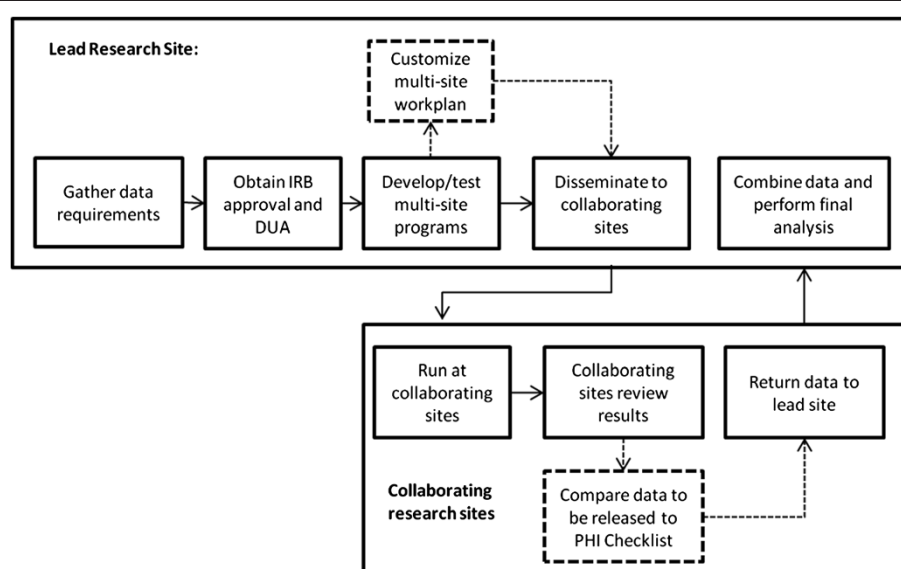 Lead Research Site:
Customize
multi-site
workplan
Gather data
requirements
Obtain IRB
approval and
DUA
Develop/test
multi-site
programs
Disseminate to
collaborating
sites
Combine data and
perform final
analysis
Run at
collaborating
sites
Collaborating
sites review
results
Return data to
lead site
Collaborating
research sites
Compare data to
be released to
PHI Checklist